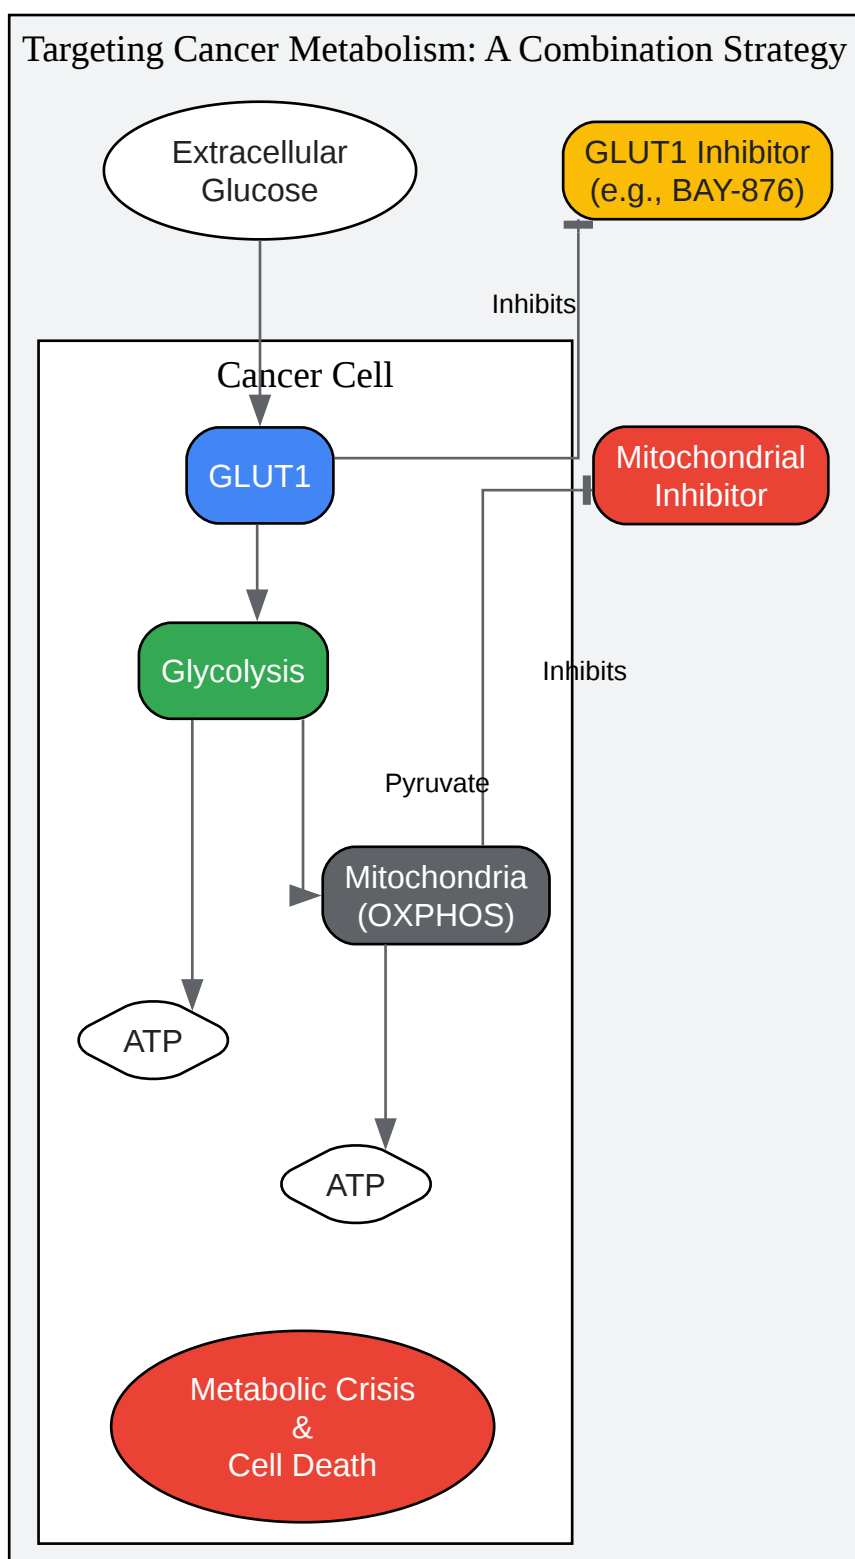 Targeting Cancer Metabolism: A Combination Strategy
Extracellular
Glucose
GLUT1 Inhibitor
(e.g., BAY-876)
Inhibits
Cancer Cell
GLUT1
Mitochondrial
Inhibitor
Glycolysis
Inhibits
Pyruvate
Mitochondria
(OXPHOS)
ATP
ATP
Metabolic Crisis
&
Cell Death